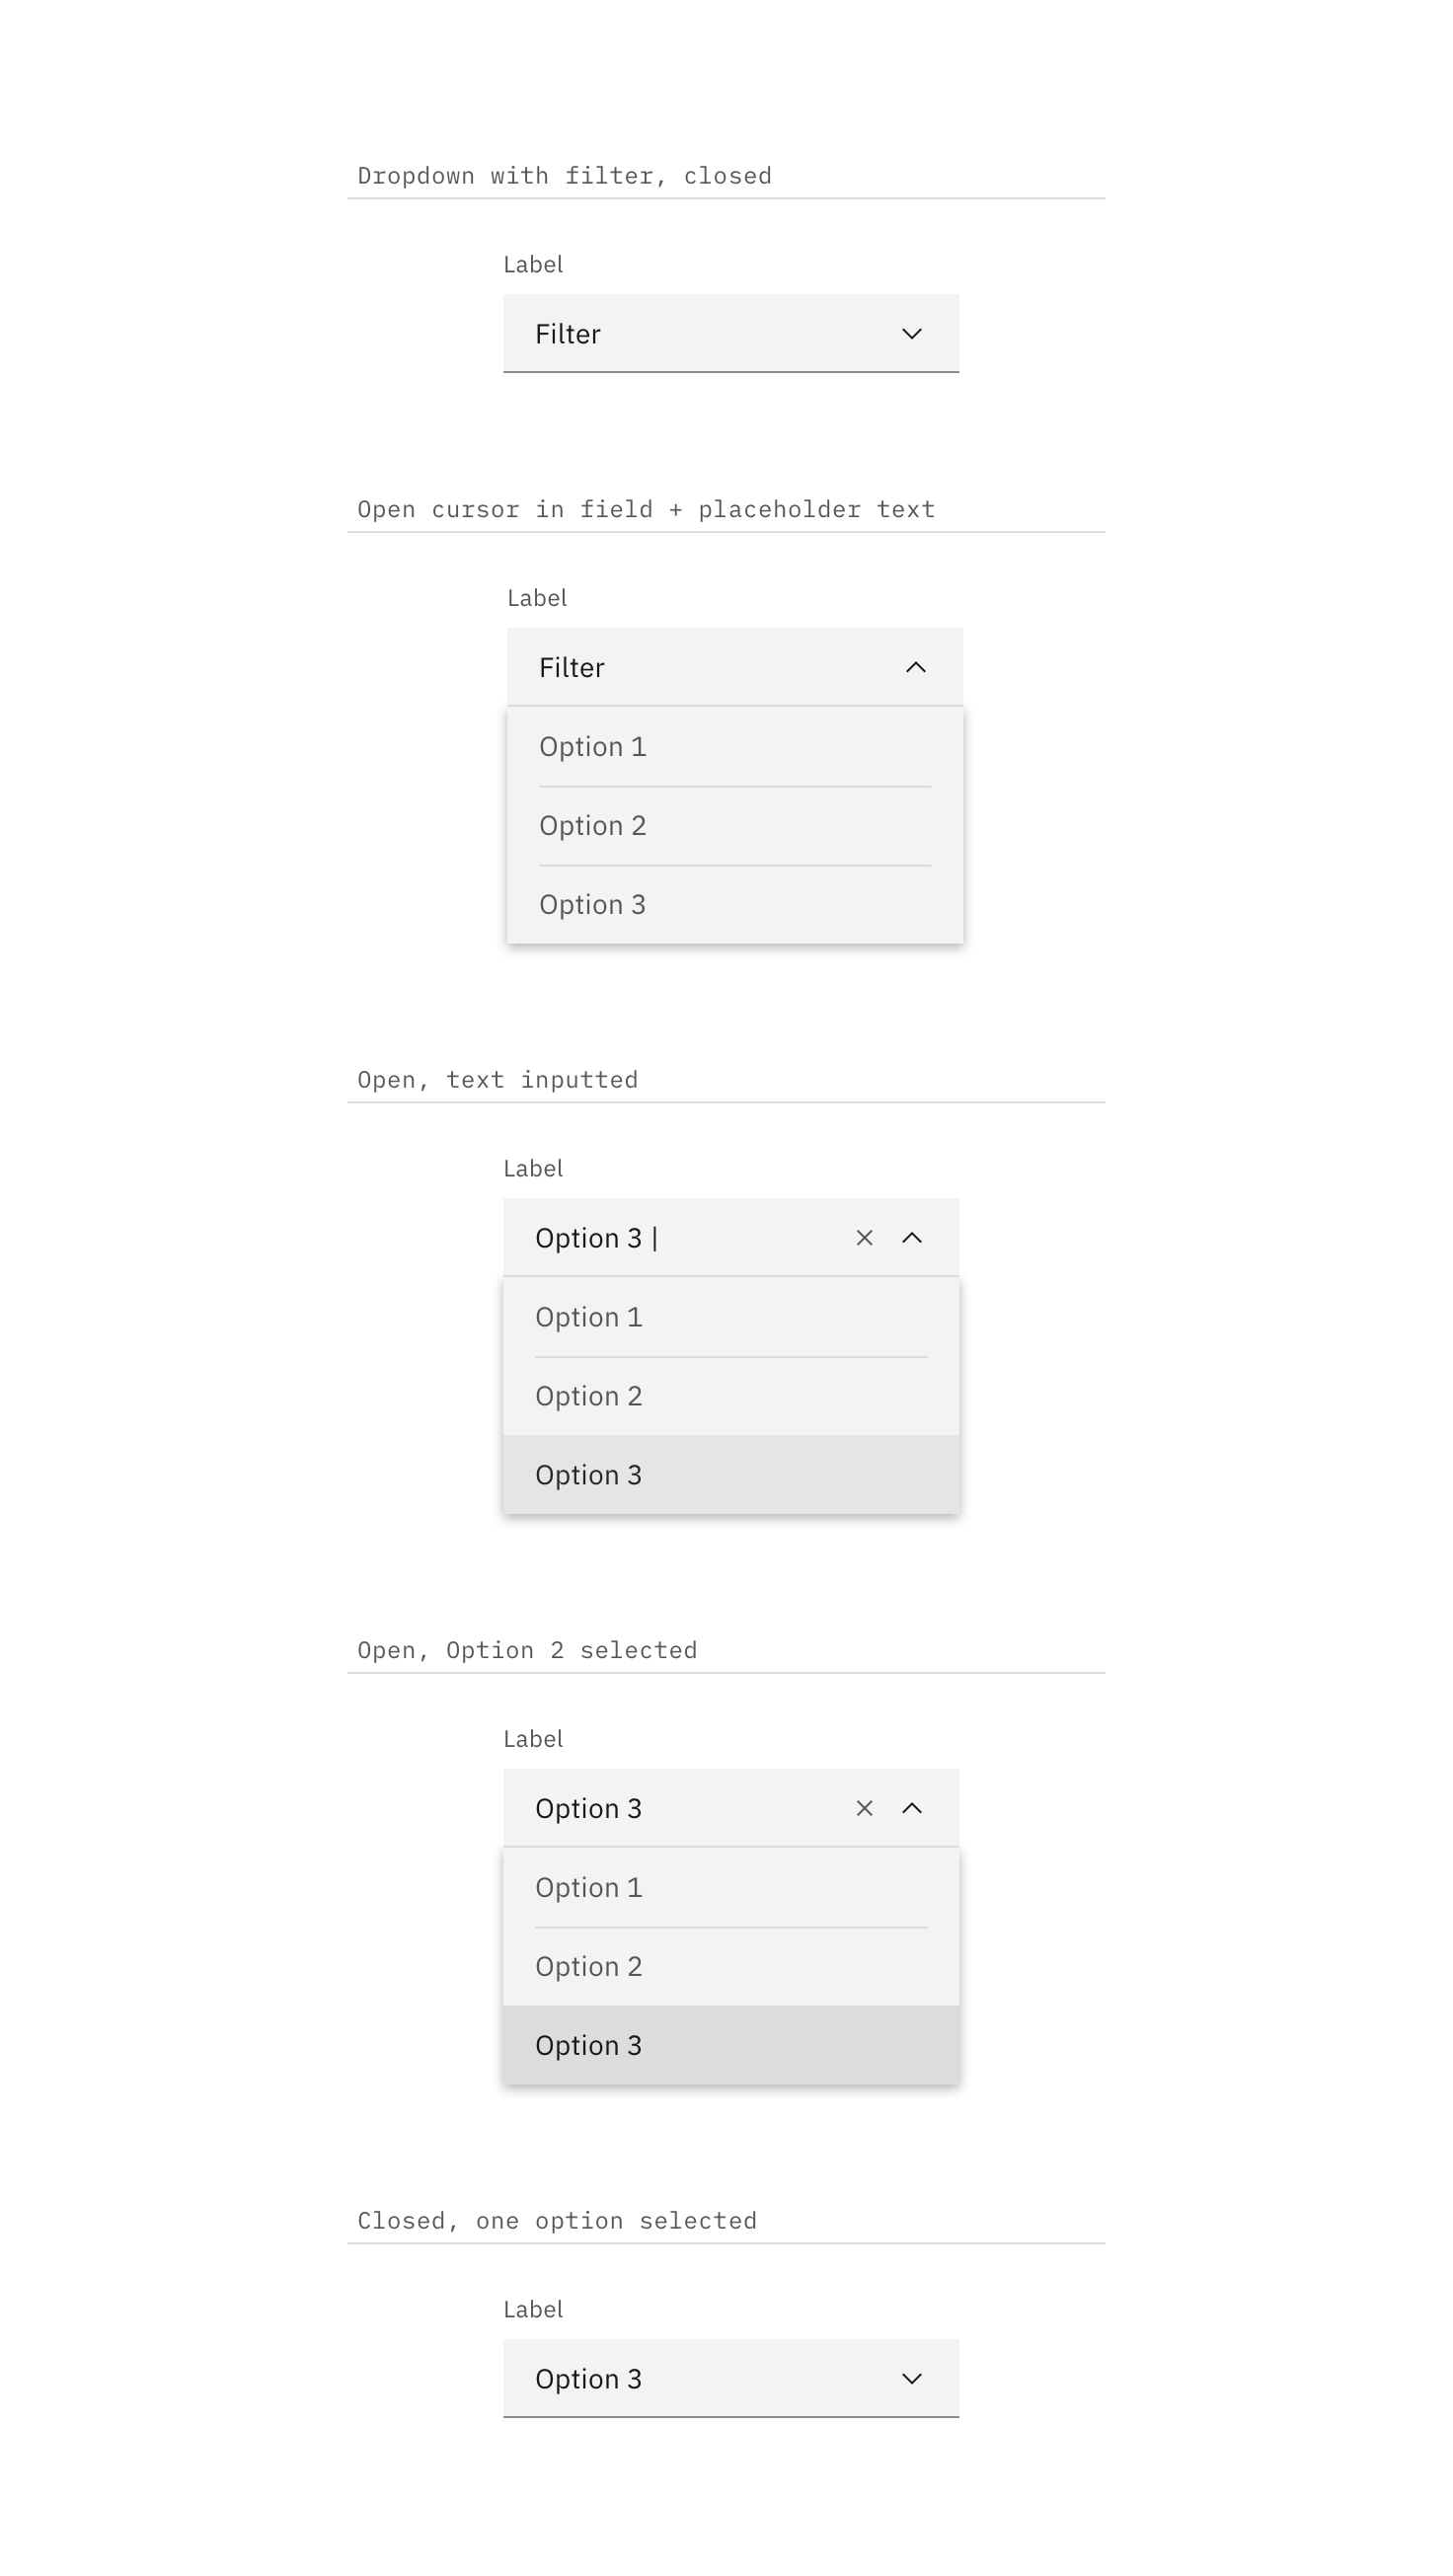 Dropdown with filter, closed
Label
Filter
Open cursor in field + placeholder text
Label
Filter
Option 1
Option 2
Option 3
Open, text inputted
Label
Option 3 |
Option 1
Option 2
Option 3
Open, Option 2 selected
Label
Option 3
Option 1
Option 2
Option 3
Closed, one option selected
Label
Option 3